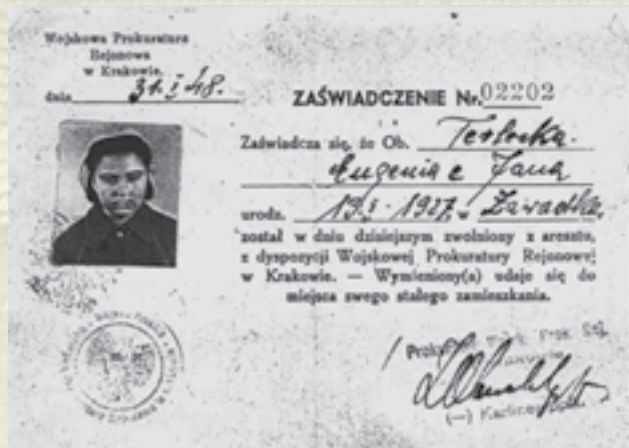 Wojskowa Prokuratura
Rejonowa
w Krakowie.
dnia 31. I 48.
ZAŚWIADCZENIE Nr. 02202
Zaświadcza się, że Ob.
Eugenia c Jana
urodz. 19.I. 1927. w Zawadka
został w dniu dzisiejszym zwolniony z aresztu,
z dyspozycji Wojskowej Prokuratury Rejonowej
w Krakowie. — Wymieniony(a) udaje się do
miejsca swego stałego zamieszkania.
(—)